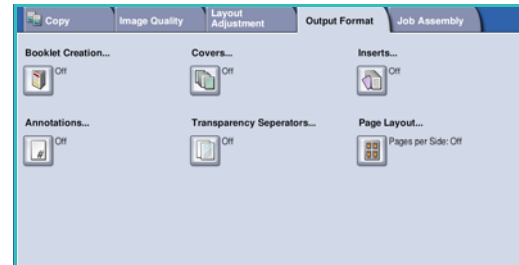 Copy
Image Quality
Layout
Adjustment
Output Format
Job Assembly
Booklet Creation...
Off
Covers...
Off
Inserts...
Off
Annotations...
Off
Transparency Seperators...
Off
Page Layout...
Pages per Side: Off